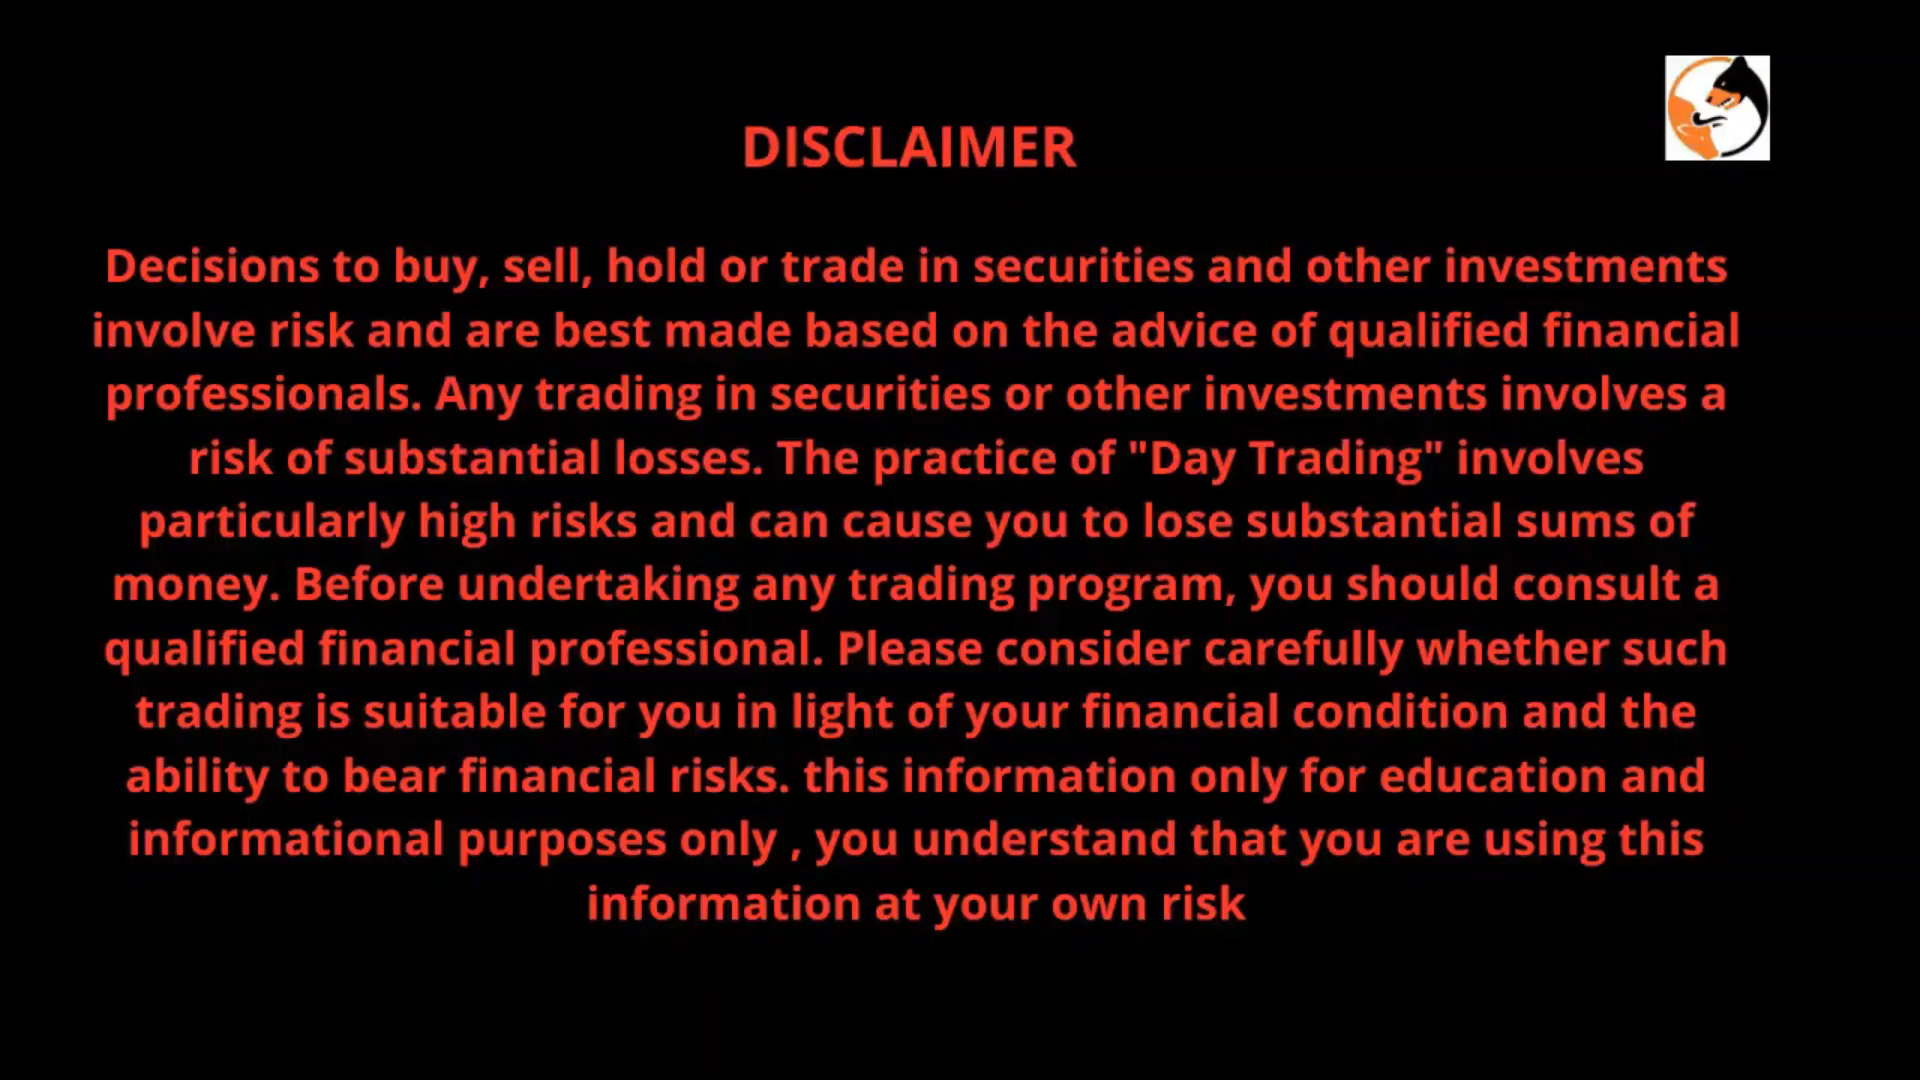 DISCLAIMER
Decisions to buy, sell, hold or trade in securities and other investments
involve risk and are best made based on the advice of qualified financial
professionals. Any trading in securities or other investments involves a
risk of substantial losses. The practice of "Day Trading" involves
particularly high risks and can cause you to lose substantial sums of
money. Before undertaking any trading program, you should consult a
qualified financial professional. Please consider carefully whether such
trading is suitable for you in light of your financial condition and the
ability to bear financial risks. this information only for education and
informational purposes only , you understand that you are using this
information at your own risk